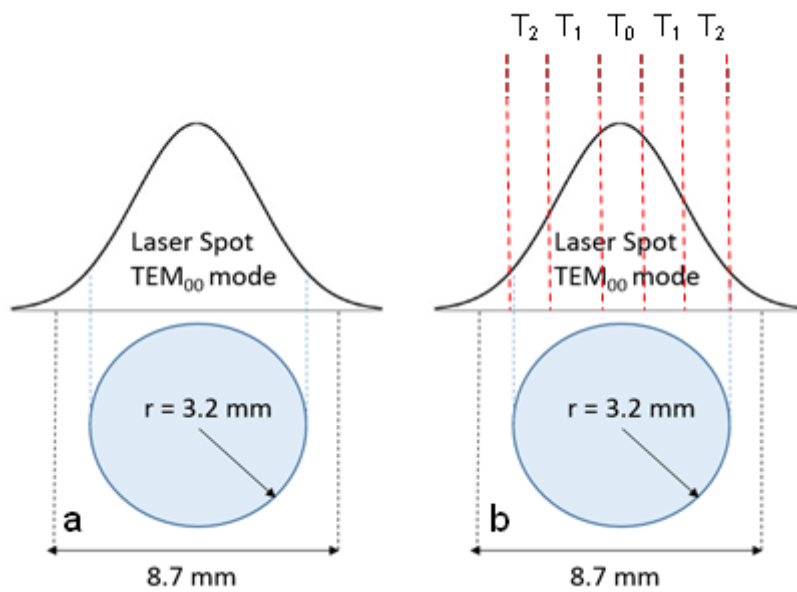 T₂ T₁ T₀ T₁ T₂
Laser Spot
TEM₀₀ mode
r = 3.2 mm
a
8.7 mm
Laser Spot
TEM₀₀ mode
r = 3.2 mm
b
8.7 mm